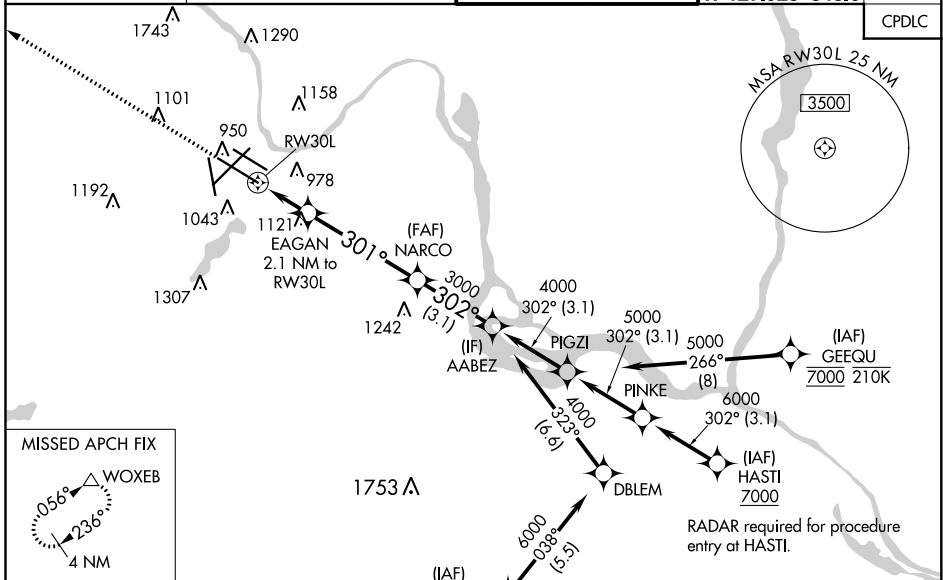 CPDLC
1743
1290
MSA RW30L 25 NM
3500
1101
1158
950
RW30L
978
1192
1043
1121
EAGAN
2.1 NM to
RW30L
301°
(FAF)
NARCO
3000
302°
(3.1)
4000
302° (3.1)
5000
302° (3.1)
1307
1242
(IF)
AABEZ
PIGZI
5000
266°
(8)
(IAF)
GEEQU
7000 210K
PINKE
6000
302° (3.1)
4000
323°
(6.6)
(IAF)
HASTI
7000
DBLEM
RADAR required for procedure
entry at HASTI.
MISSED APCH FIX
WOXEB
056°
236°
4 NM
1753
6000
038°
(5.5)
(IAF)